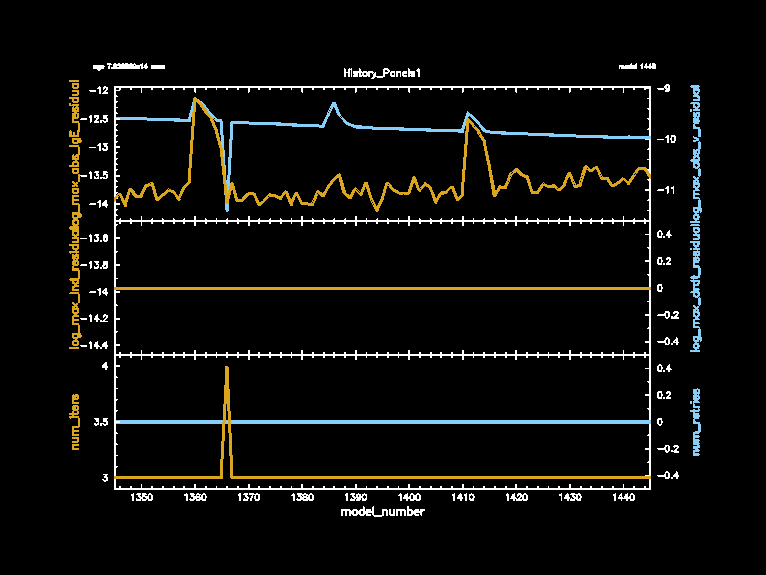 model 1448
History_Panels1
log_max_abs_lgE_residual
-12
-12.5
-13
-13.5
-14
-9
-10
-11
log_max_abs_v_residual
log_max_lnd_residual
-13.6
-13.8
-14
-14.2
-14.4
0.4
0.2
0
-0.2
-0.4
log_max_drdt_residual
num_iters
4
3.5
3
0.4
0.2
0
-0.2
-0.4
num_retries
1350 1360 1370 1380 1390 1400 1410 1420 1430 1440
model_number